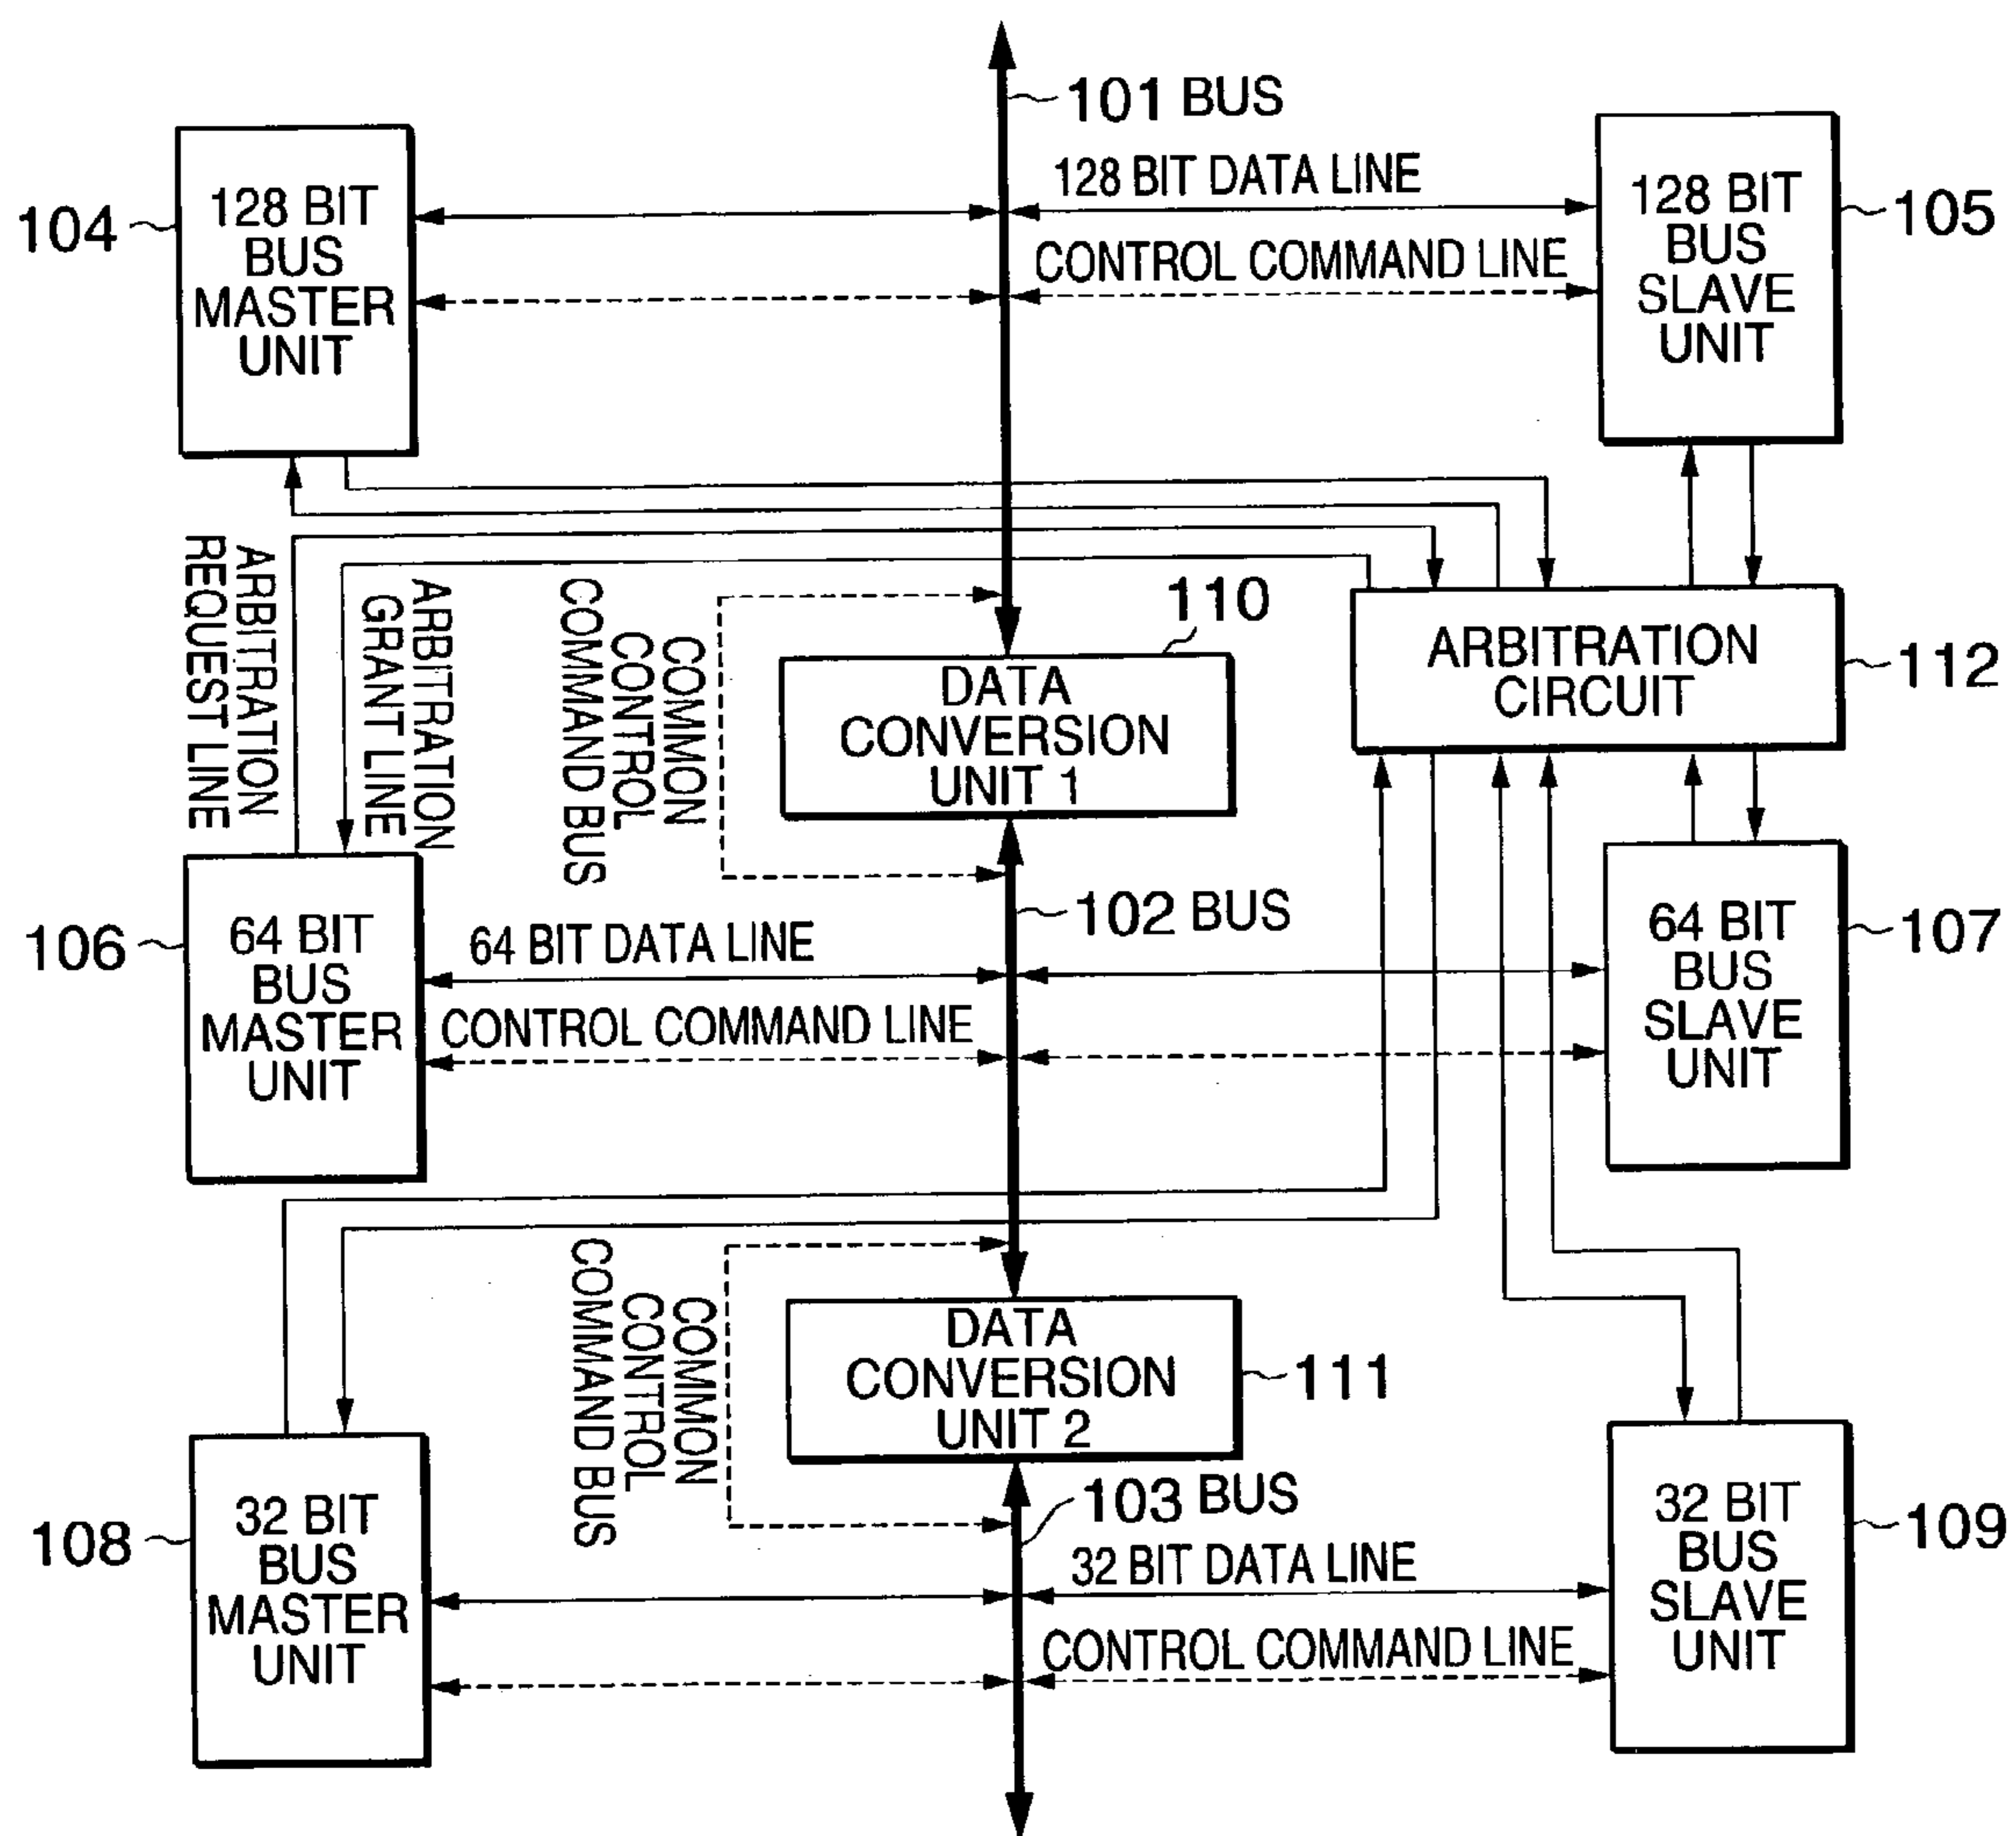 101 BUS
128 BIT DATA LINE
CONTROL COMMAND LINE
104
128 BIT
BUS
MASTER
UNIT
128 BIT
BUS
SLAVE
UNIT
105
ARBITRATION
REQUEST LINE
ARBITRATION
GRANT LINE
COMMON
CONTROL
COMMAND BUS
110
DATA
CONVERSION
UNIT 1
ARBITRATION
CIRCUIT
112
102 BUS
106
64 BIT
BUS
MASTER
UNIT
64 BIT DATA LINE
CONTROL COMMAND LINE
64 BIT
BUS
SLAVE
UNIT
107
COMMON
CONTROL
COMMAND BUS
DATA
CONVERSION
UNIT 2
111
103 BUS
108
32 BIT
BUS
MASTER
UNIT
32 BIT DATA LINE
CONTROL COMMAND LINE
32 BIT
BUS
SLAVE
UNIT
109